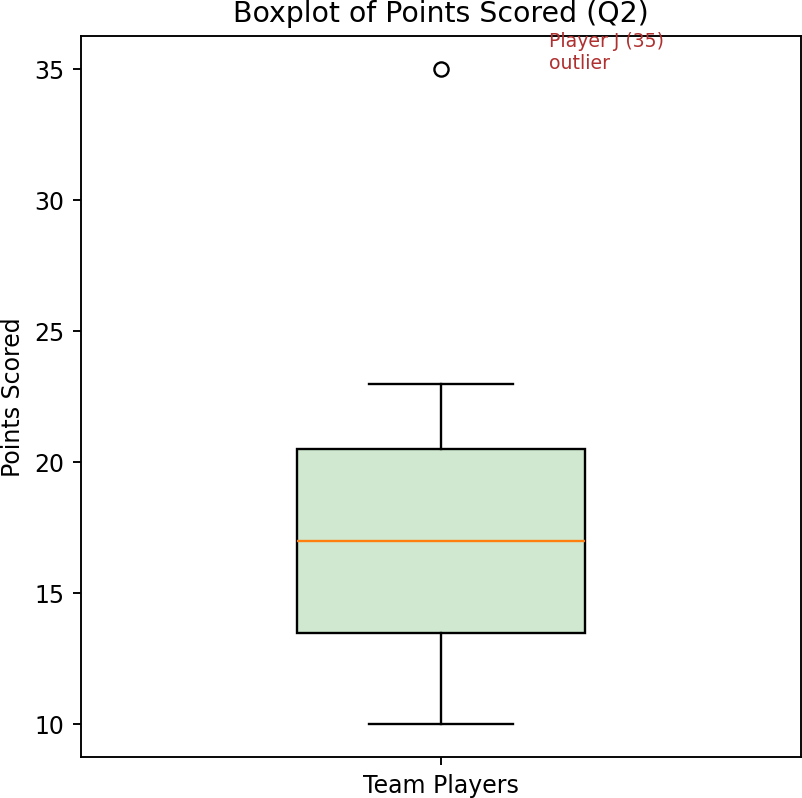 Boxplot of Points Scored (Q2)
Player J (35)
outlier
35
30
25
20
15
10
Points Scored
Team Players